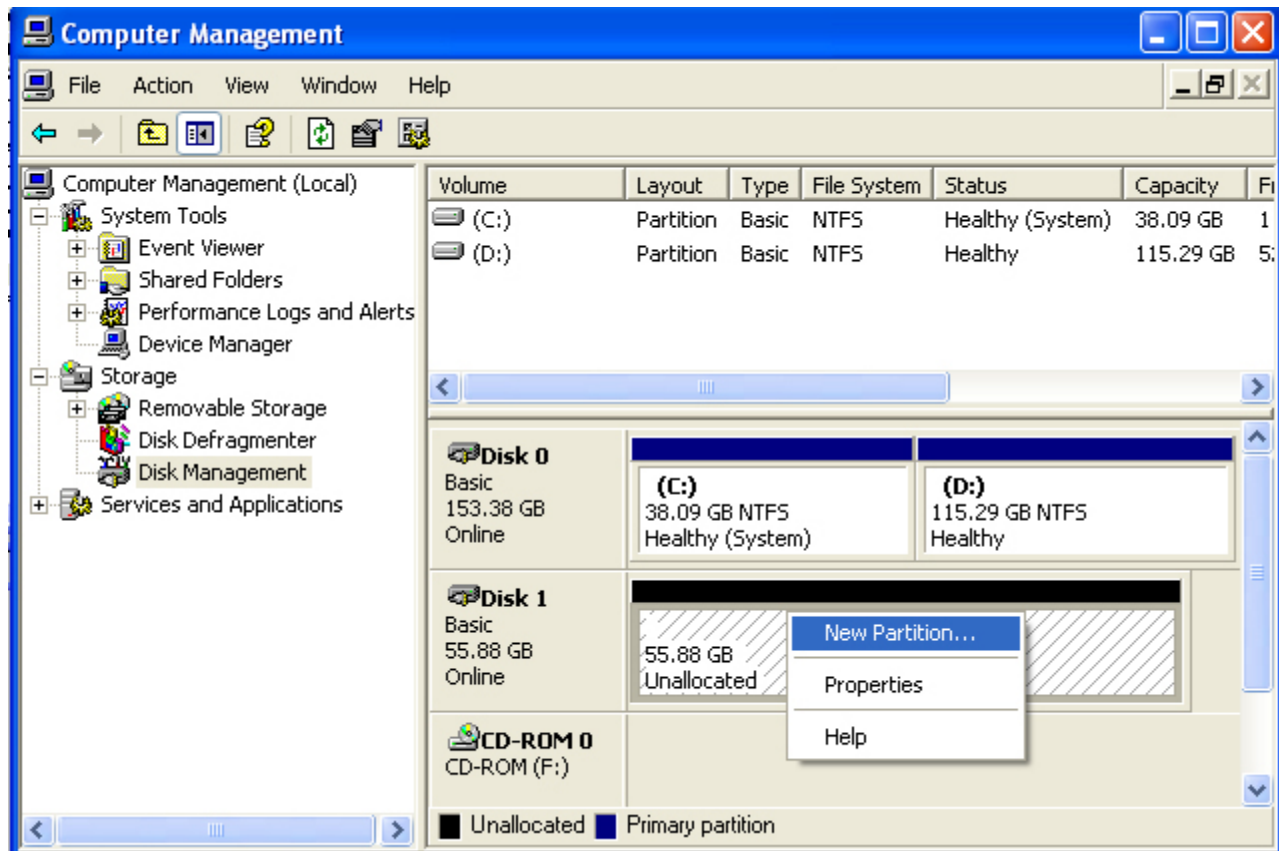 Computer Management
File Action View Window Help
Computer Management (Local)
System Tools
Event Viewer
Shared Folders
Performance Logs and Alerts
Device Manager
Storage
Removable Storage
Disk Defragmenter
Disk Management
Services and Applications
Volume Layout Type File System Status Capacity
(C:) Partition Basic NTFS Healthy (System) 38.09 GB
(D:) Partition Basic NTFS Healthy 115.29 GB
Disk 0
Basic
153.38 GB
Online
(C:)
38.09 GB NTFS
Healthy (System)
(D:)
115.29 GB NTFS
Healthy
Disk 1
Basic
55.88 GB
Online
55.88 GB
Unallocated
New Partition...
Properties
Help
CD-ROM 0
CD-ROM (F:)
Unallocated Primary partition